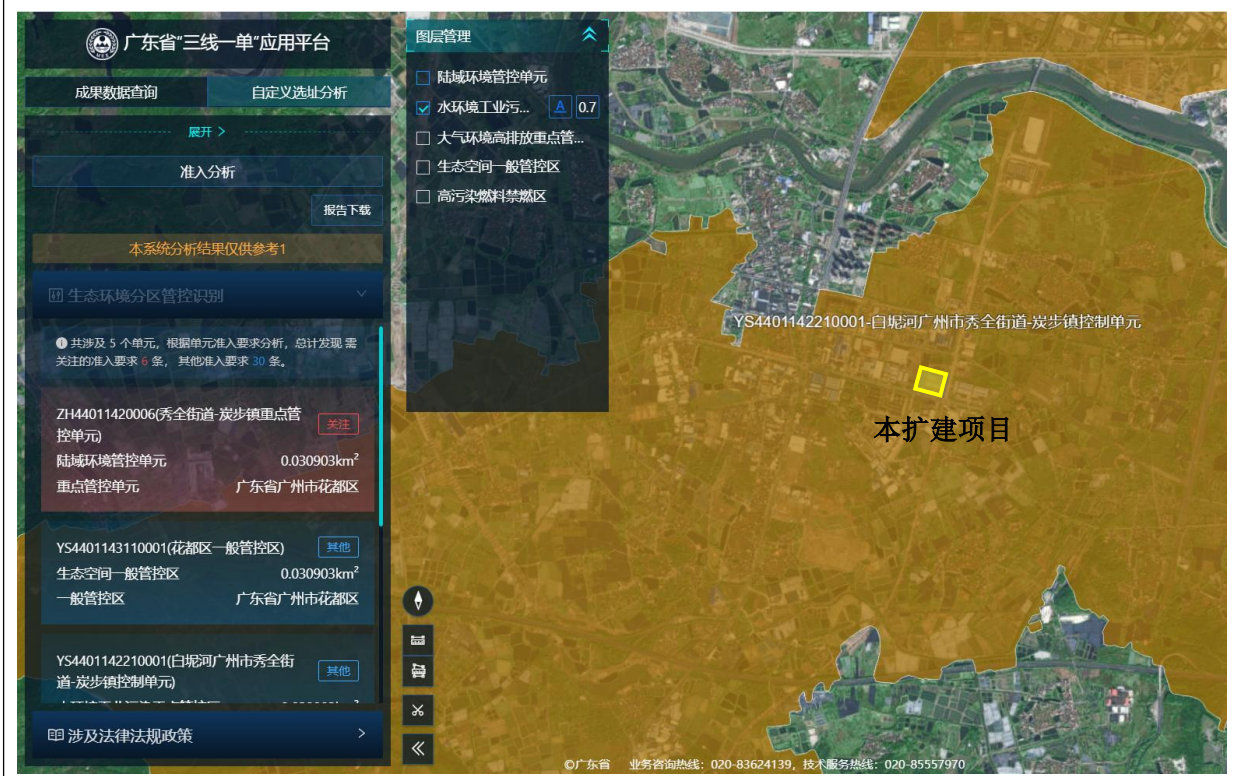 广东省“三线一单”应用平台
成果数据查询
自定义选址分析
展开 >
准入分析
报告下载
本系统分析结果仅供参考1
生态环境分区管控识别
共涉及 5 个单元，根据单元准入要求分析，总计发现 需
关注的准入要求 6 条， 其他准入要求 30 条。
ZH44011420006(秀全街道-炭步镇重点管
控单元)
关注
陆域环境管控单元
0.030903km²
重点管控单元
广东省广州市花都区
YS4401143110001(花都区一般管控区)
其他
生态空间一般管控区
0.030903km²
一般管控区
广东省广州市花都区
YS4401142210001(白坭河广州市秀全街
道-炭步镇控制单元)
其他
涉及法律法规政策
图层管理
陆域环境管控单元
水环境工业污...
A
0.7
大气环境高排放重点管...
生态空间一般管控区
高污染燃料禁燃区
YS4401142210001-白坭河广州市秀全街道-炭步镇控制单元
本扩建项目
©广东省 业务咨询热线：020-83624139，技术服务热线：020-85557970